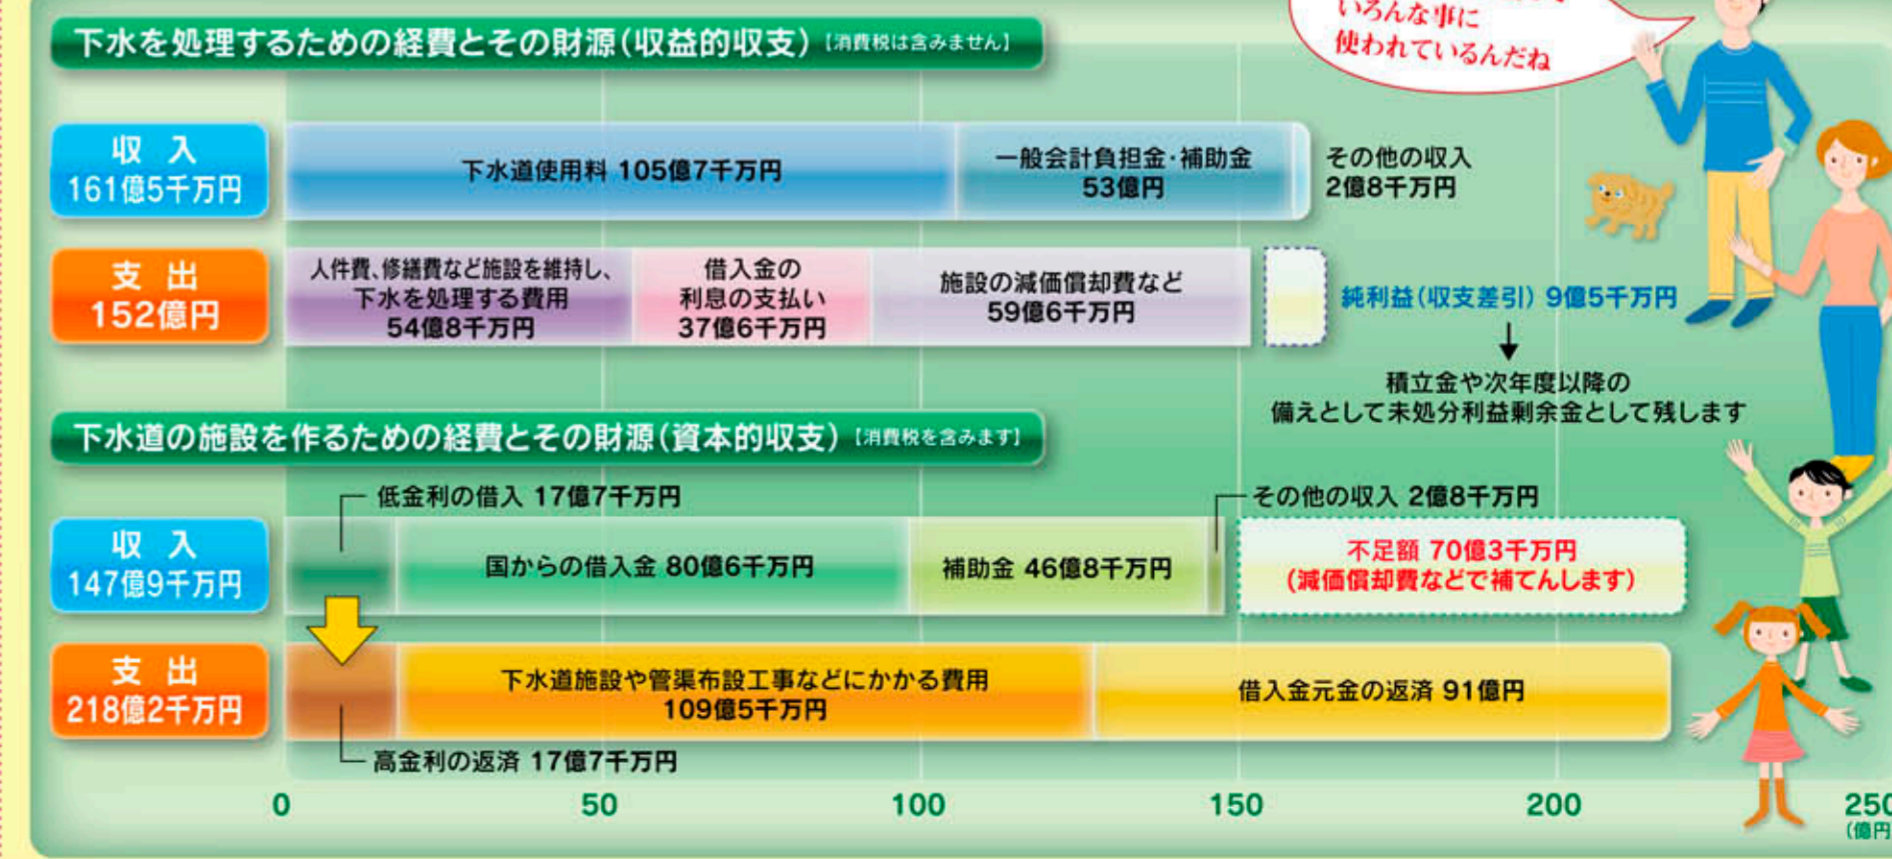 いろんな事に
使われているんだね
下水を処理するための経費とその財源(収益的収支)【消費税は含みません】
収 入
161億5千万円
下水道使用料 105億7千万円
一般会計負担金・補助金
53億円
その他の収入
2億8千万円
支 出
152億円
人件費、修繕費など施設を維持し、
下水を処理する費用
54億8千万円
借入金の
利息の支払い
37億6千万円
施設の減価償却費など
59億6千万円
純利益(収支差引) 9億5千万円
積立金や次年度以降の
備えとして未処分利益剰余金として残します
下水道の施設を作るための経費とその財源(資本的収支)【消費税を含みます】
低金利の借入 17億7千万円
その他の収入 2億8千万円
収 入
147億9千万円
国からの借入金 80億6千万円
補助金 46億8千万円
不足額 70億3千万円
(減価償却費などで補てんします)
支 出
218億2千万円
下水道施設や管渠布設工事などにかかる費用
109億5千万円
借入金元金の返済 91億円
高金利の返済 17億7千万円
0 50 100 150 200 250
(億円